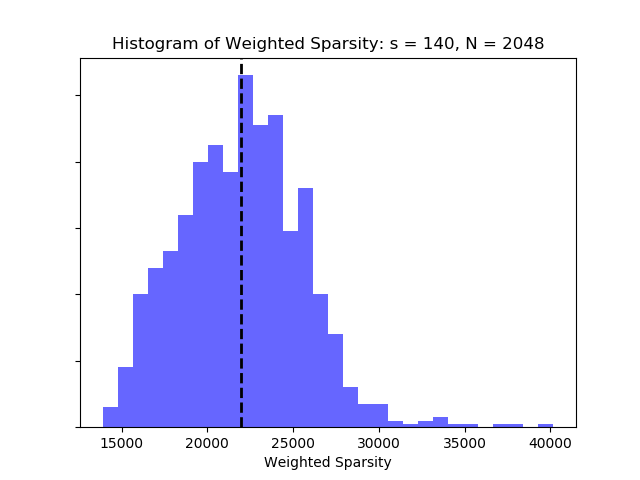 Histogram of Weighted Sparsity: s = 140, N = 2048
15000 20000 25000 30000 35000 40000
Weighted Sparsity